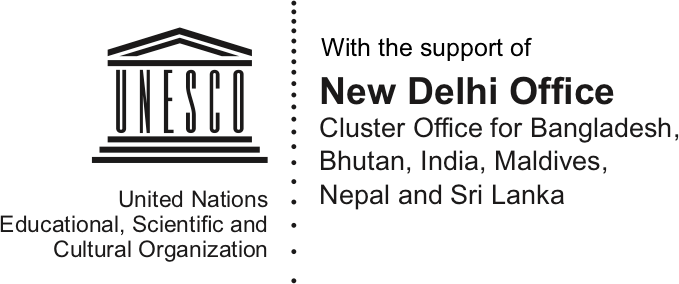 UNESCO
United Nations
Educational, Scientific and
Cultural Organization
With the support of
New Delhi Office
Cluster Office for Bangladesh,
Bhutan, India, Maldives,
Nepal and Sri Lanka